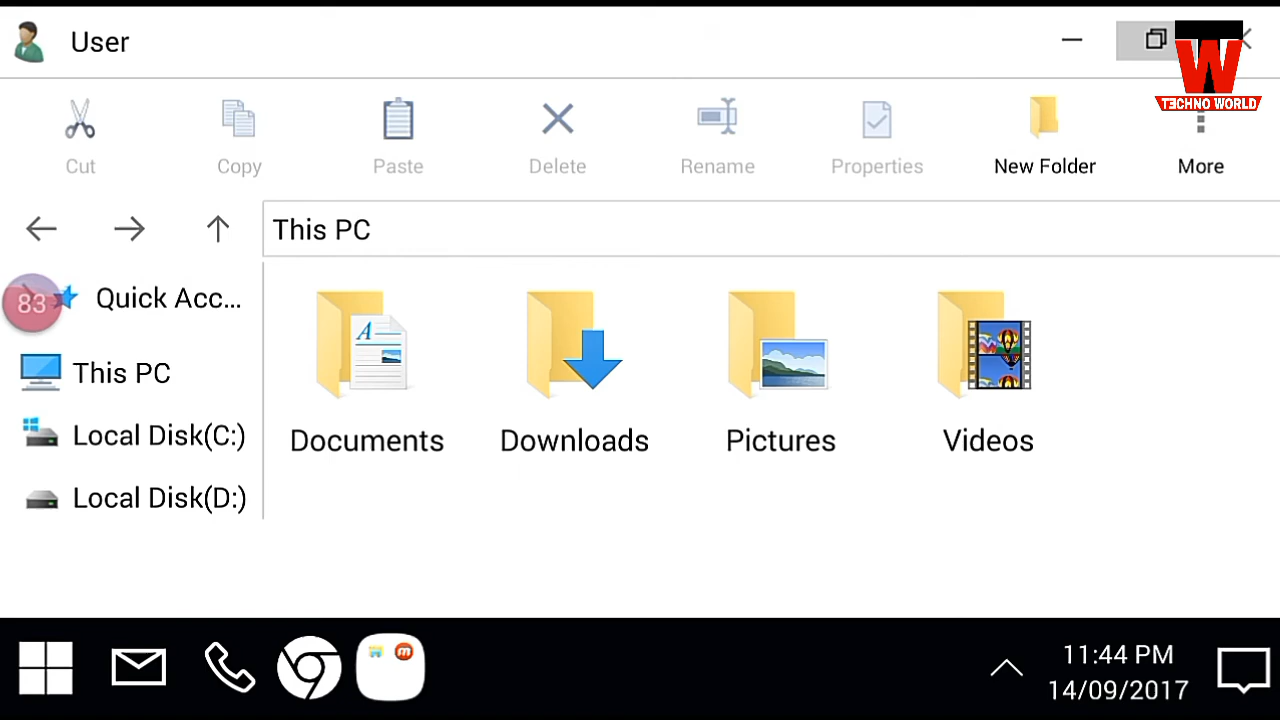 User
TECHNO WORLD
Cut
Copy
Paste
Delete
Rename
Properties
New Folder
More
This PC
83
Quick Acc...
This PC
Local Disk(C:)
Local Disk(D:)
Documents
Downloads
Pictures
Videos
11:44 PM
14/09/2017